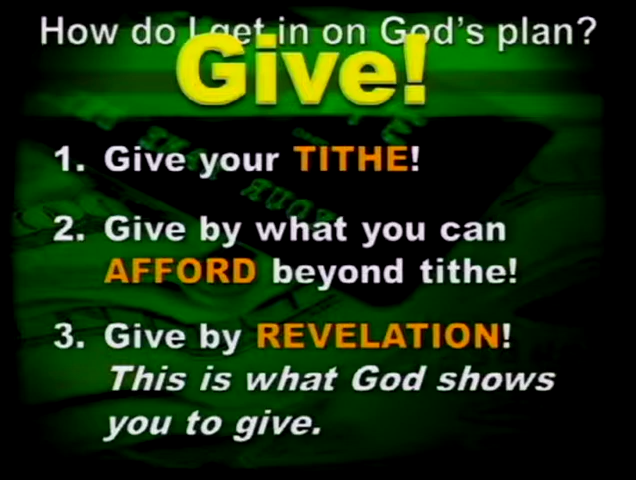 How do I get in on God's plan?
Give!
1. Give your TITHE!
2. Give by what you can
AFFORD beyond tithe!
3. Give by REVELATION!
This is what God shows
you to give.